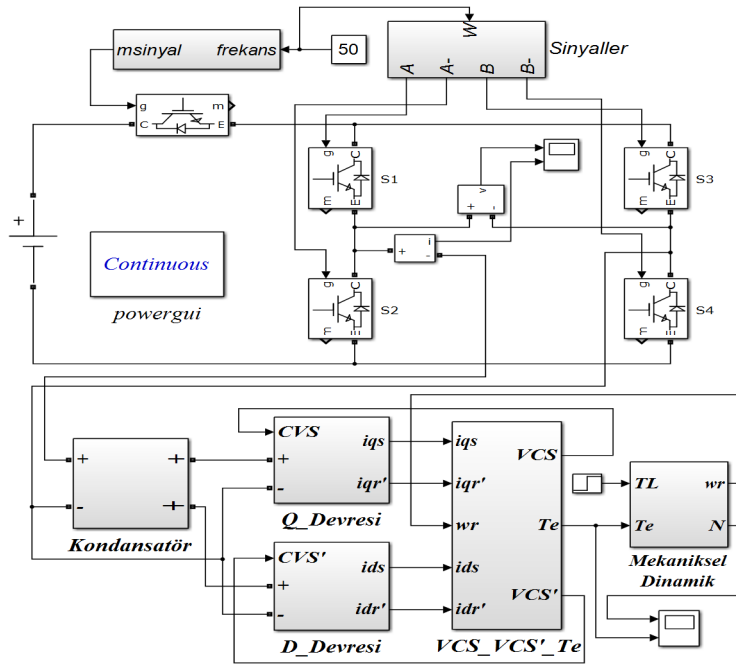 msinyal frekans
50
W
Sinyaller
A A- B B-
g m
C E
g C
m E
S1
g C
m E
S3
v
+ -
+ i
-
+
Continuous
powergui
g C
m E
S2
g C
m E
S4
+ +
- +
Kondansatör
CVS iqs
+
- iqr'
Q_Devresi
CVS' ids
+
- idr'
D_Devresi
iqs VCS
iqr'
wr Te
ids
idr' VCS'
VCS_VCS'_Te
TL wr
Te N
Mekaniksel
Dinamik